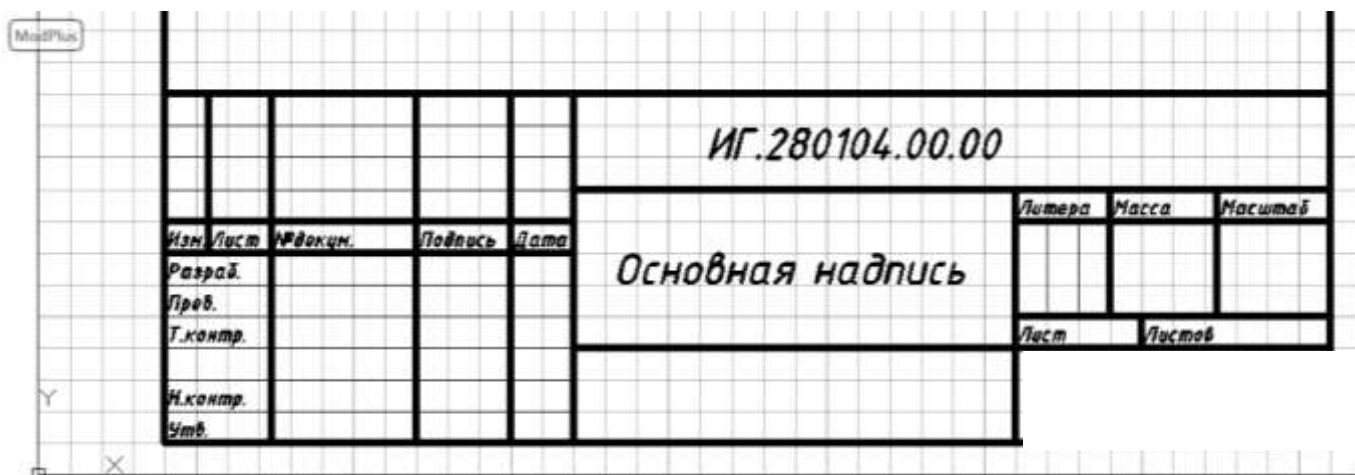 ModPlus
ИГ.280104.00.00
Литера Масса Масштаб
Изм. Лист №докум. Подпись Дата
Основная надпись
Разраб.
Пров.
Т.контр.
Лист Листов
Н.контр.
Утв.
Y
X